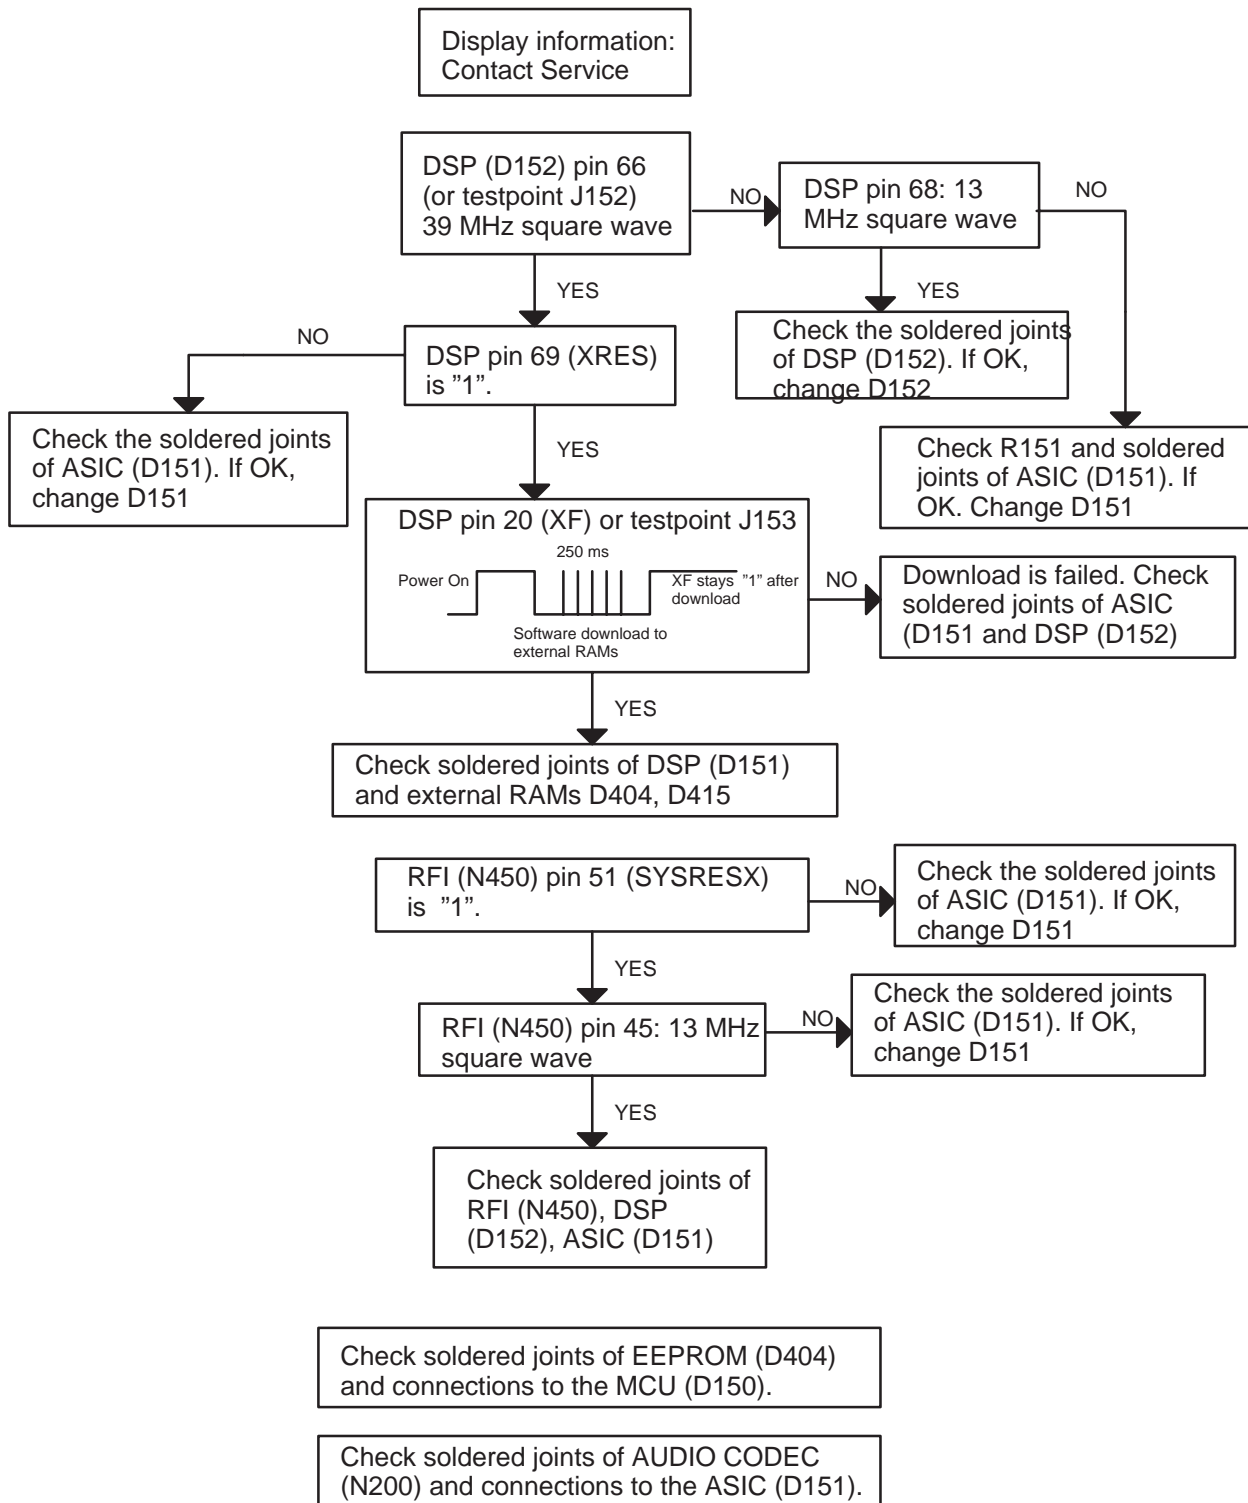 Display information:
Contact Service
DSP (D152) pin 66
(or testpoint J152)
39 MHz square wave
NO
DSP pin 68: 13
MHz square wave
NO
YES
YES
NO
DSP pin 69 (XRES)
is "1".
Check the soldered joints
of DSP (D152). If OK,
change D152
Check the soldered joints
of ASIC (D151). If OK,
change D151
YES
Check R151 and soldered
joints of ASIC (D151). If
OK. Change D151
DSP pin 20 (XF) or testpoint J153
250 ms
Power On
XF stays "1" after
download
Software download to
external RAMs
NO
Download is failed. Check
soldered joints of ASIC
(D151 and DSP (D152)
YES
Check soldered joints of DSP (D151)
and external RAMs D404, D415
RFI (N450) pin 51 (SYSRESX)
is "1".
NO
Check the soldered joints
of ASIC (D151). If OK,
change D151
YES
RFI (N450) pin 45: 13 MHz
square wave
NO
Check the soldered joints
of ASIC (D151). If OK,
change D151
YES
Check soldered joints of
RFI (N450), DSP
(D152), ASIC (D151)
Check soldered joints of EEPROM (D404)
and connections to the MCU (D150).
Check soldered joints of AUDIO CODEC
(N200) and connections to the ASIC (D151).